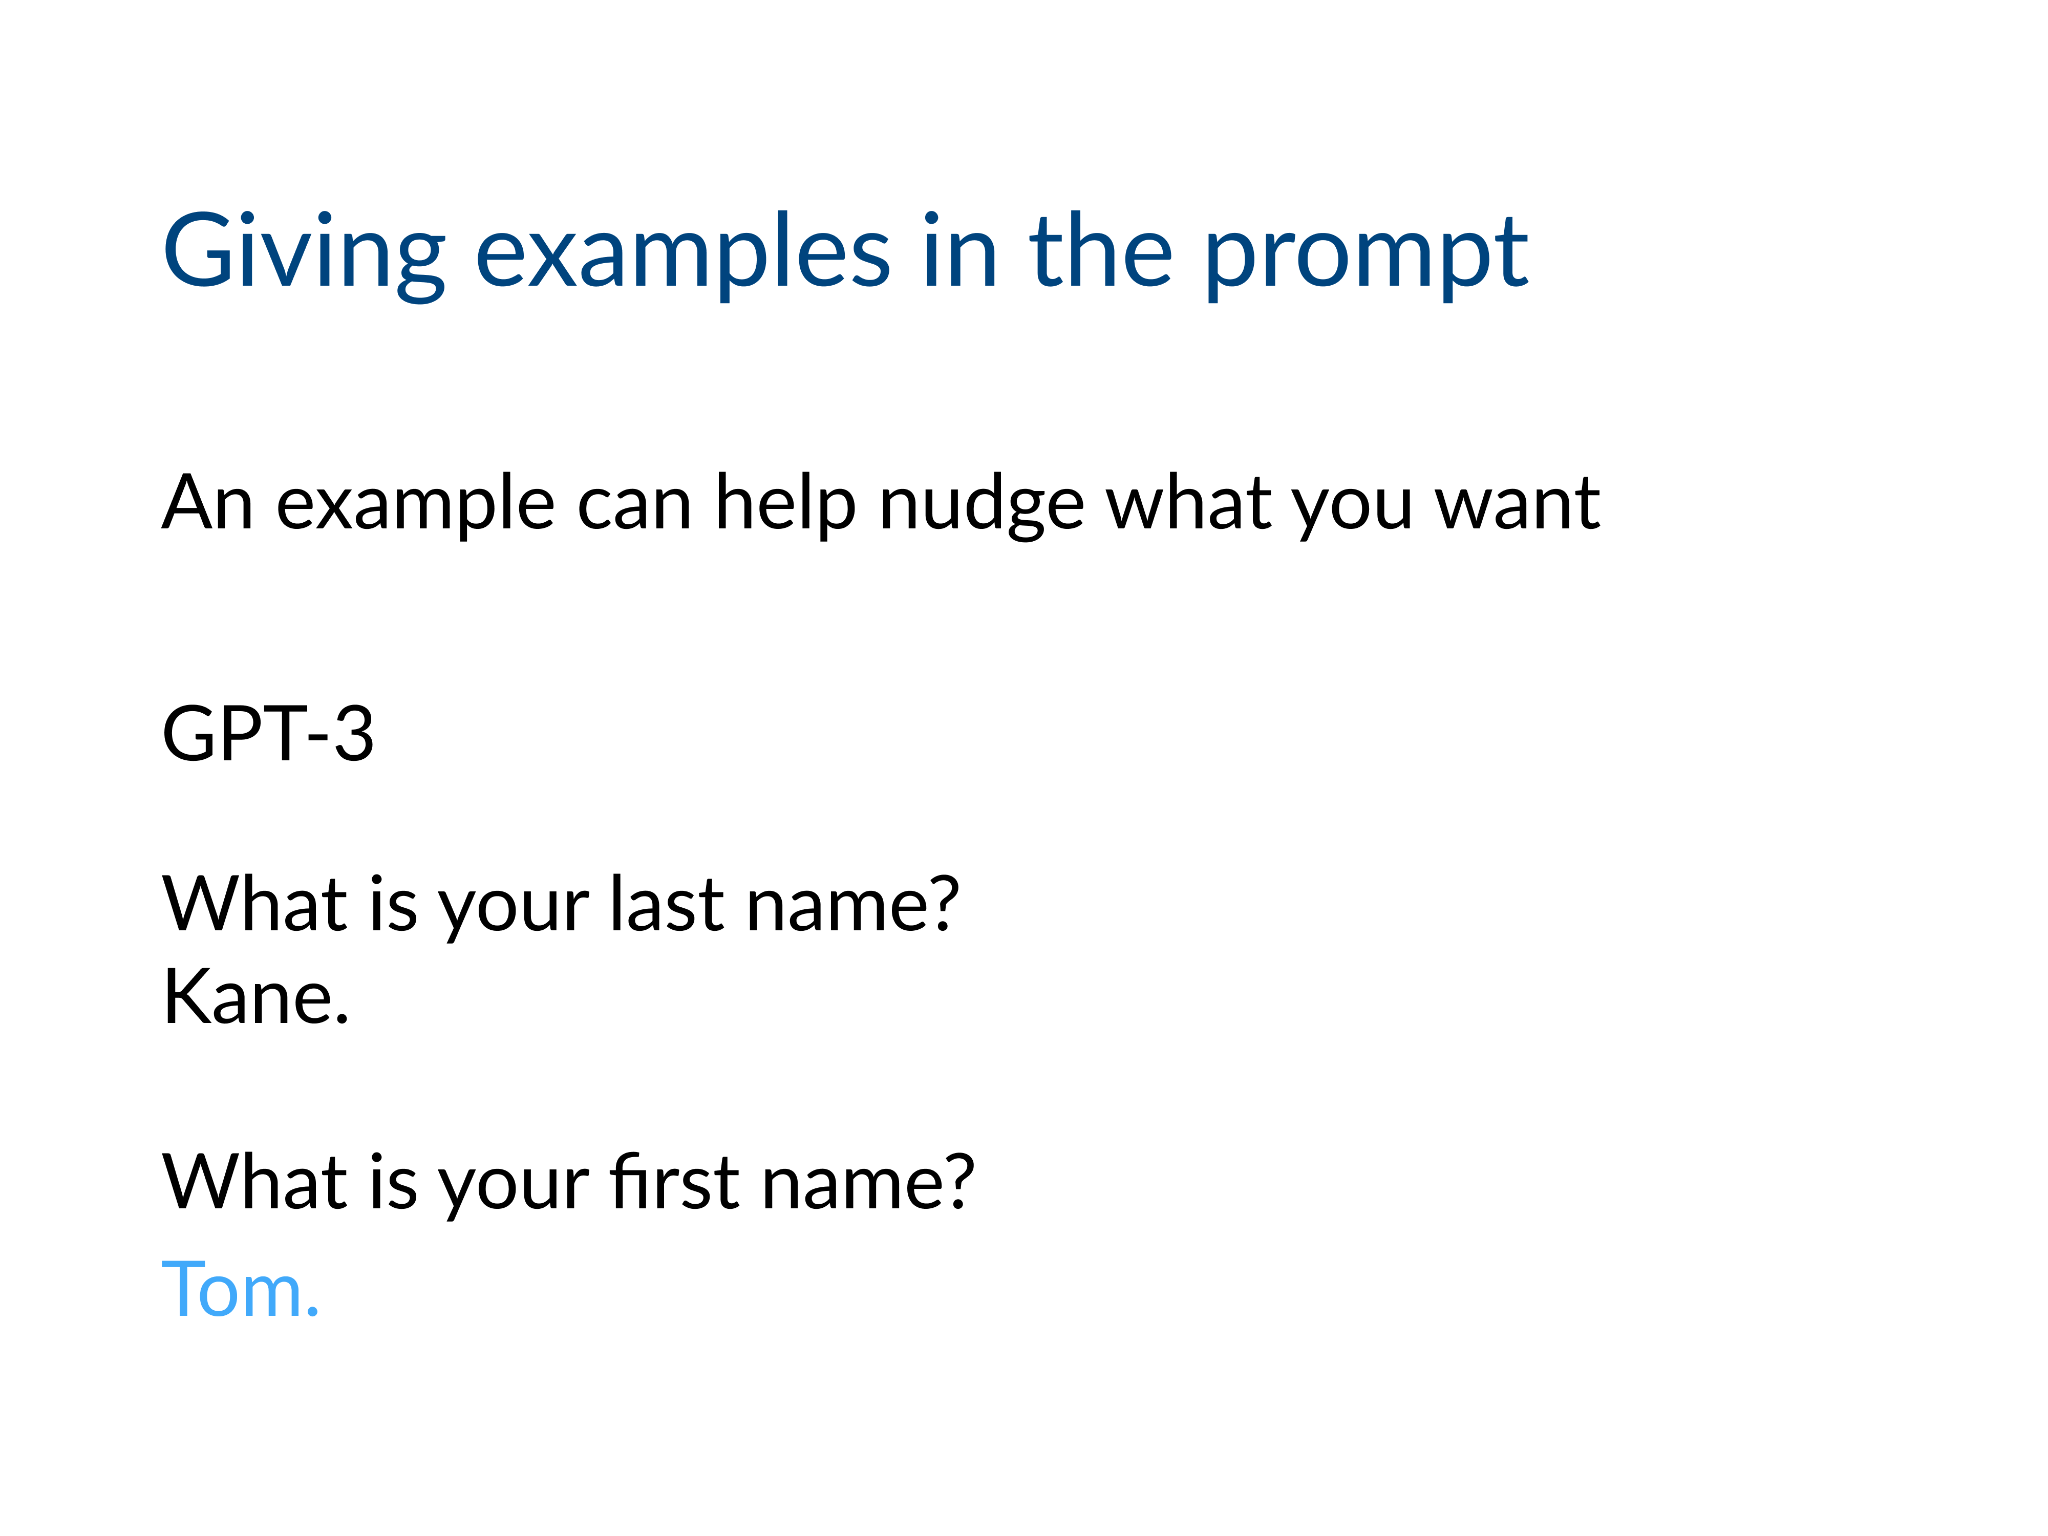 Giving examples in the prompt
An example can help nudge what you want
GPT-3
What is your last name?
Kane.
What is your first name?
Tom.